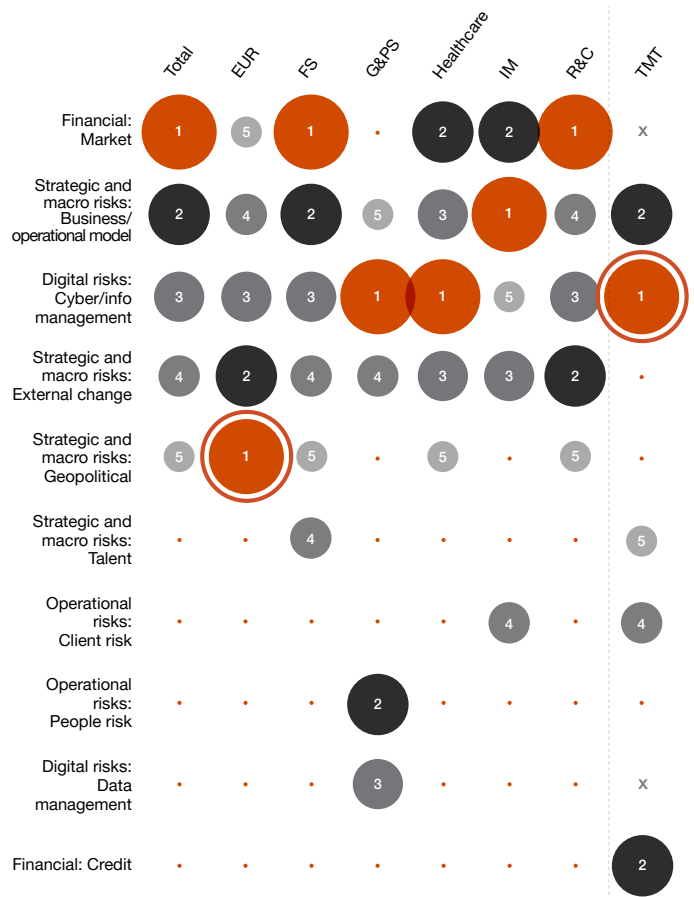 Total EUR FS G&PS Healthcare IM R&C TMT
Financial:
Market
1 5 1 2 2 1 x
Strategic and
macro risks:
Business/
operational model
2 4 2 5 3 1 4 2
Digital risks:
Cyber/info
management
3 3 3 1 1 5 3 1
Strategic and
macro risks:
External change
4 2 4 4 3 3 2
Strategic and
macro risks:
Geopolitical
5 1 5 5 5
Strategic and
macro risks:
Talent
4 5
Operational
risks:
Client risk
4 4
Operational
risks:
People risk
2
Digital risks:
Data
management
3 x
Financial: Credit
2